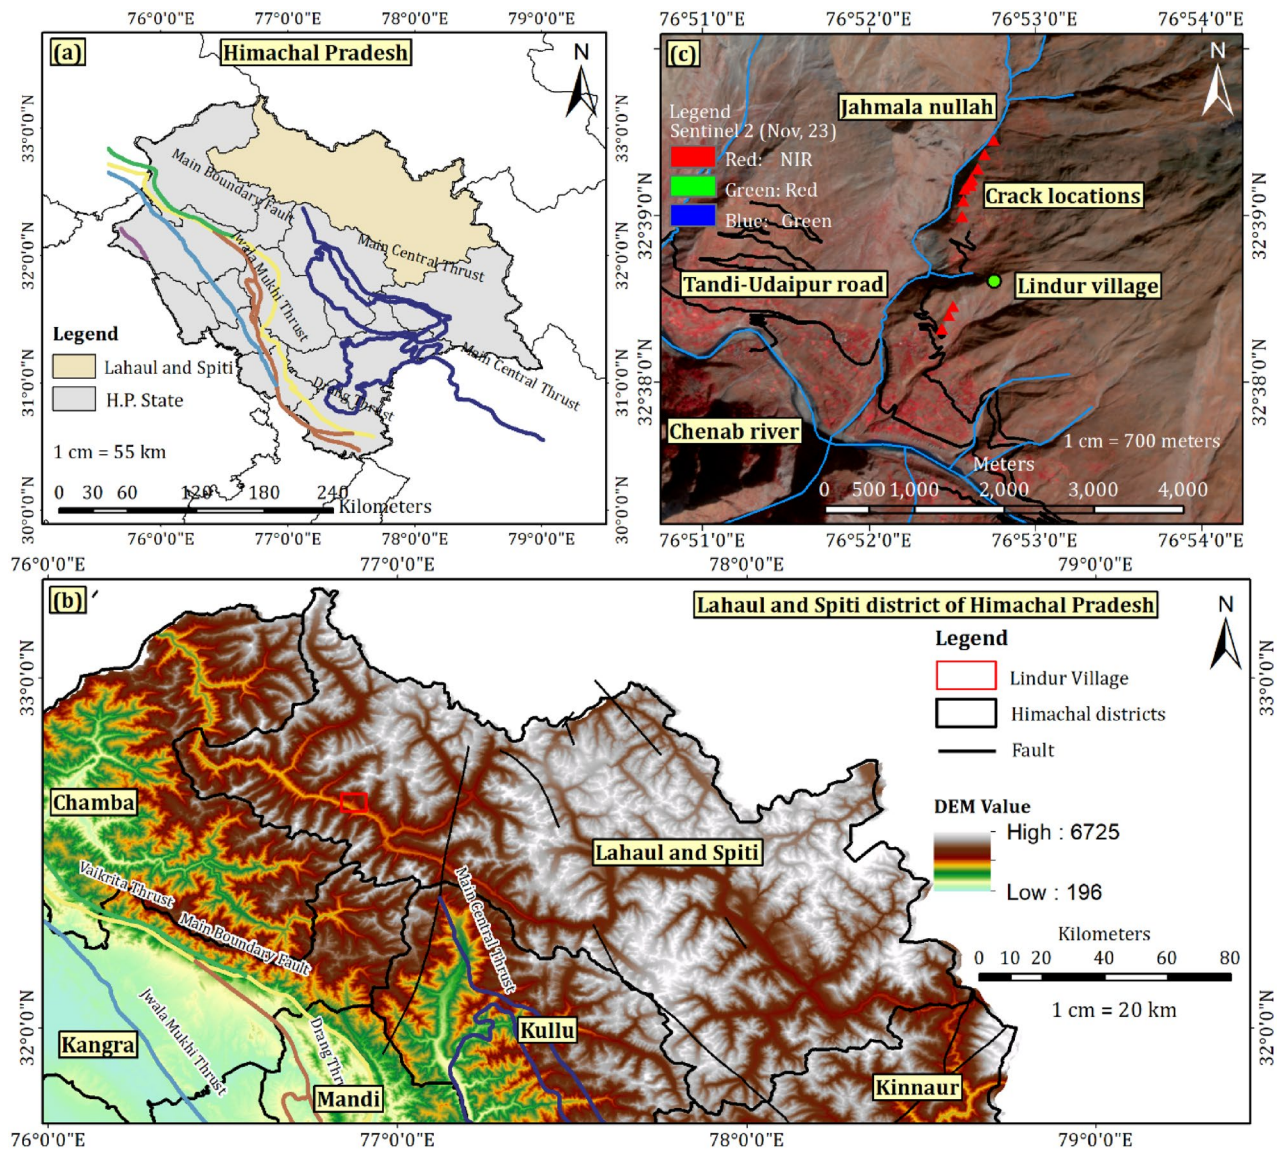 76°0'0"E 77°0'0"E 78°0'0"E 79°0'0"E
(a)
Himachal Pradesh
N
33°0'0"N
32°0'0"N
31°0'0"N
30°0'0"N
33°0'0"N
32°0'0"N
31°0'0"N
30°0'0"N
Main Boundary Fault
Main Central Thrust
Jwala Mukhi Thrust
Main Central Thrust
Drang Thrust
Legend
Lahaul and Spiti
H.P. State
1 cm = 55 km
0 30 60 120 180 240
Kilometers
76°0'0"E 77°0'0"E 78°0'0"E 79°0'0"E
76°51'0"E 76°52'0"E 76°53'0"E 76°54'0"E
(c)
N
Jahmala nullah
Legend
Sentinel 2 (Nov, 23)
Red: NIR
Green: Red
Blue: Green
Crack locations
Tandi-Udaipur road
Lindur village
Chenab river
1 cm = 700 meters
Meters
0 500 1,000 2,000 3,000 4,000
32°39'0"N
32°38'0"N
32°39'0"N
32°38'0"N
76°51'0"E 76°52'0"E 76°53'0"E 76°54'0"E
76°0'0"E 77°0'0"E 78°0'0"E 79°0'0"E
(b)
Lahaul and Spiti district of Himachal Pradesh
N
Legend
Lindur Village
Himachal districts
Fault
DEM Value
High : 6725
Low : 196
Kilometers
0 10 20 40 60 80
1 cm = 20 km
33°0'0"N
32°0'0"N
33°0'0"N
32°0'0"N
Chamba
Lahaul and Spiti
Vaikrita Thrust
Main Boundary Fault
Main Central Thrust
Jwala Mukhi Thrust
Drang Thru
Kangra
Kullu
Mandi
Kinnaur
76°0'0"E 77°0'0"E 78°0'0"E 79°0'0"E